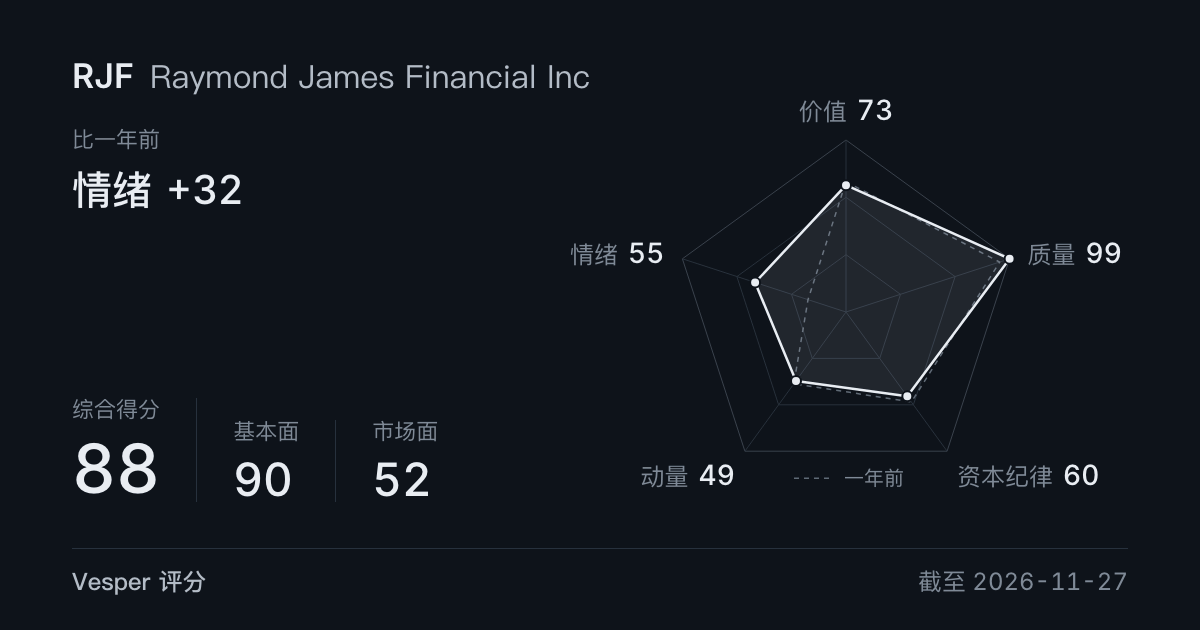 RJF Raymond James Financial Inc
比一年前
情绪 +32
价值 73
情绪 55
质量 99
动量 49
一年前
资本纪律 60
综合得分
88
基本面
90
市场面
52
Vesper 评分
截至 2026-11-27